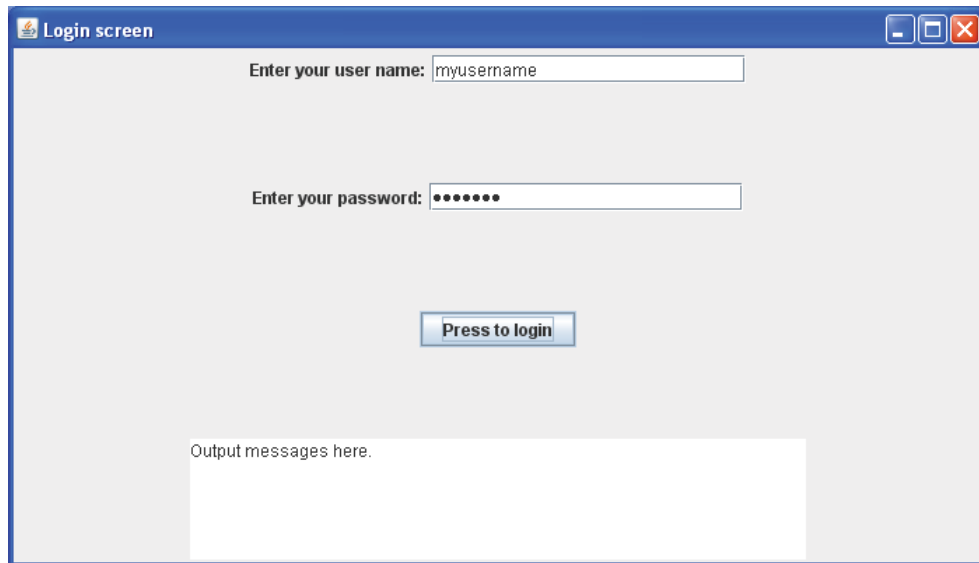 Login screen
Enter your user name: myusername
Enter your password: •••••••
Press to login
Output messages here.